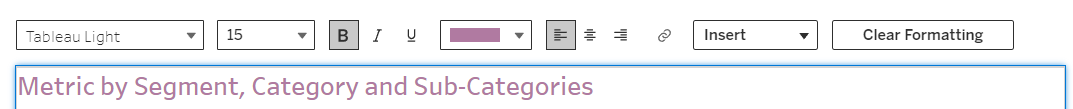 Tableau Light 15 B I U Insert Clear Formatting
Metric by Segment, Category and Sub-Categories